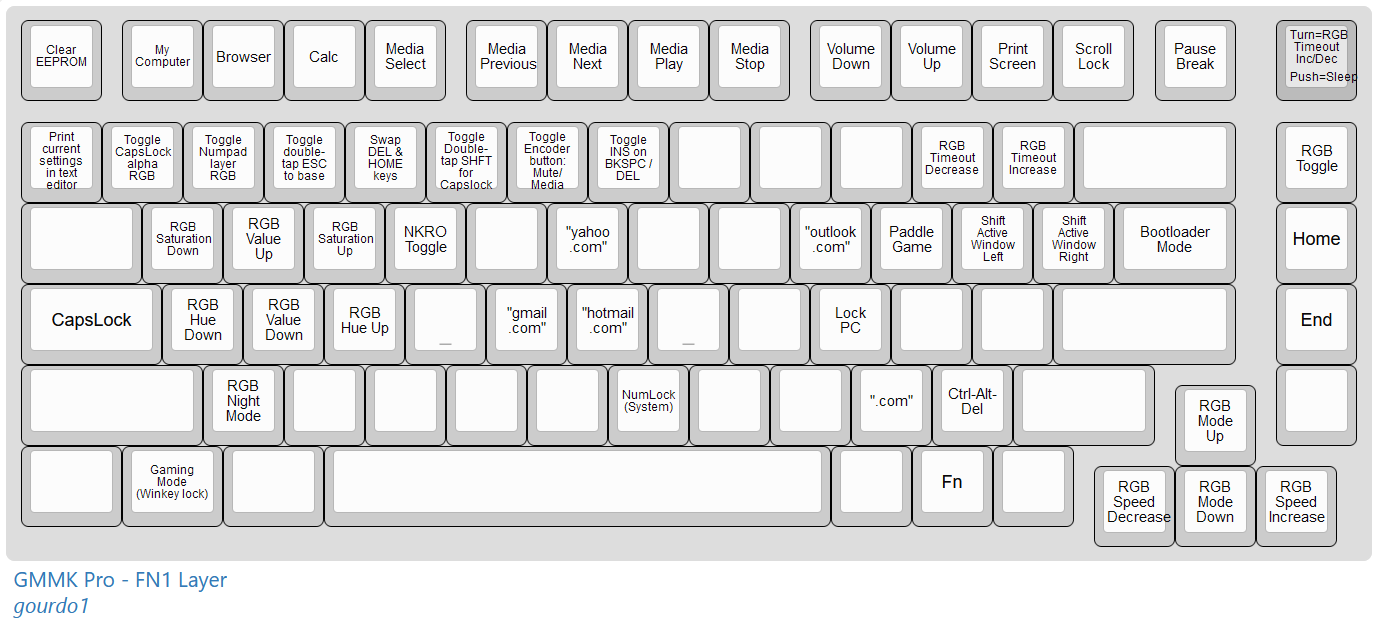 Clear
EEPROM
My
Computer
Browser
Calc
Media
Select
Media
Previous
Media
Next
Media
Play
Media
Stop
Volume
Down
Volume
Up
Print
Screen
Scroll
Lock
Pause
Break
Turn=RGB
Timeout
Inc/Dec
Push=Sleep
Print
current
settings
in text
editor
Toggle
CapsLock
alpha
RGB
Toggle
Numpad
layer
RGB
Toggle
double-
tap ESC
to base
Swap
DEL &
HOME
keys
Toggle
Double-
tap SHFT
for
Capslock
Toggle
Encoder
button:
Mute/
Media
Toggle
INS on
BKSPC /
DEL
RGB
Timeout
Decrease
RGB
Timeout
Increase
RGB
Toggle
RGB
Saturation
Down
RGB
Value
Up
RGB
Saturation
Up
NKRO
Toggle
"yahoo
.com"
"outlook
.com"
Paddle
Game
Shift
Active
Window
Left
Shift
Active
Window
Right
Bootloader
Mode
Home
CapsLock
RGB
Hue
Down
RGB
Value
Down
RGB
Hue Up
_
"gmail
.com"
"hotmail
.com"
_
Lock
PC
End
RGB
Night
Mode
NumLock
(System)
".com"
Ctrl-Alt-
Del
RGB
Mode
Up
Gaming
Mode
(Winkey lock)
Fn
RGB
Speed
Decrease
RGB
Mode
Down
RGB
Speed
Increase
GMMK Pro - FN1 Layer
gourdo1